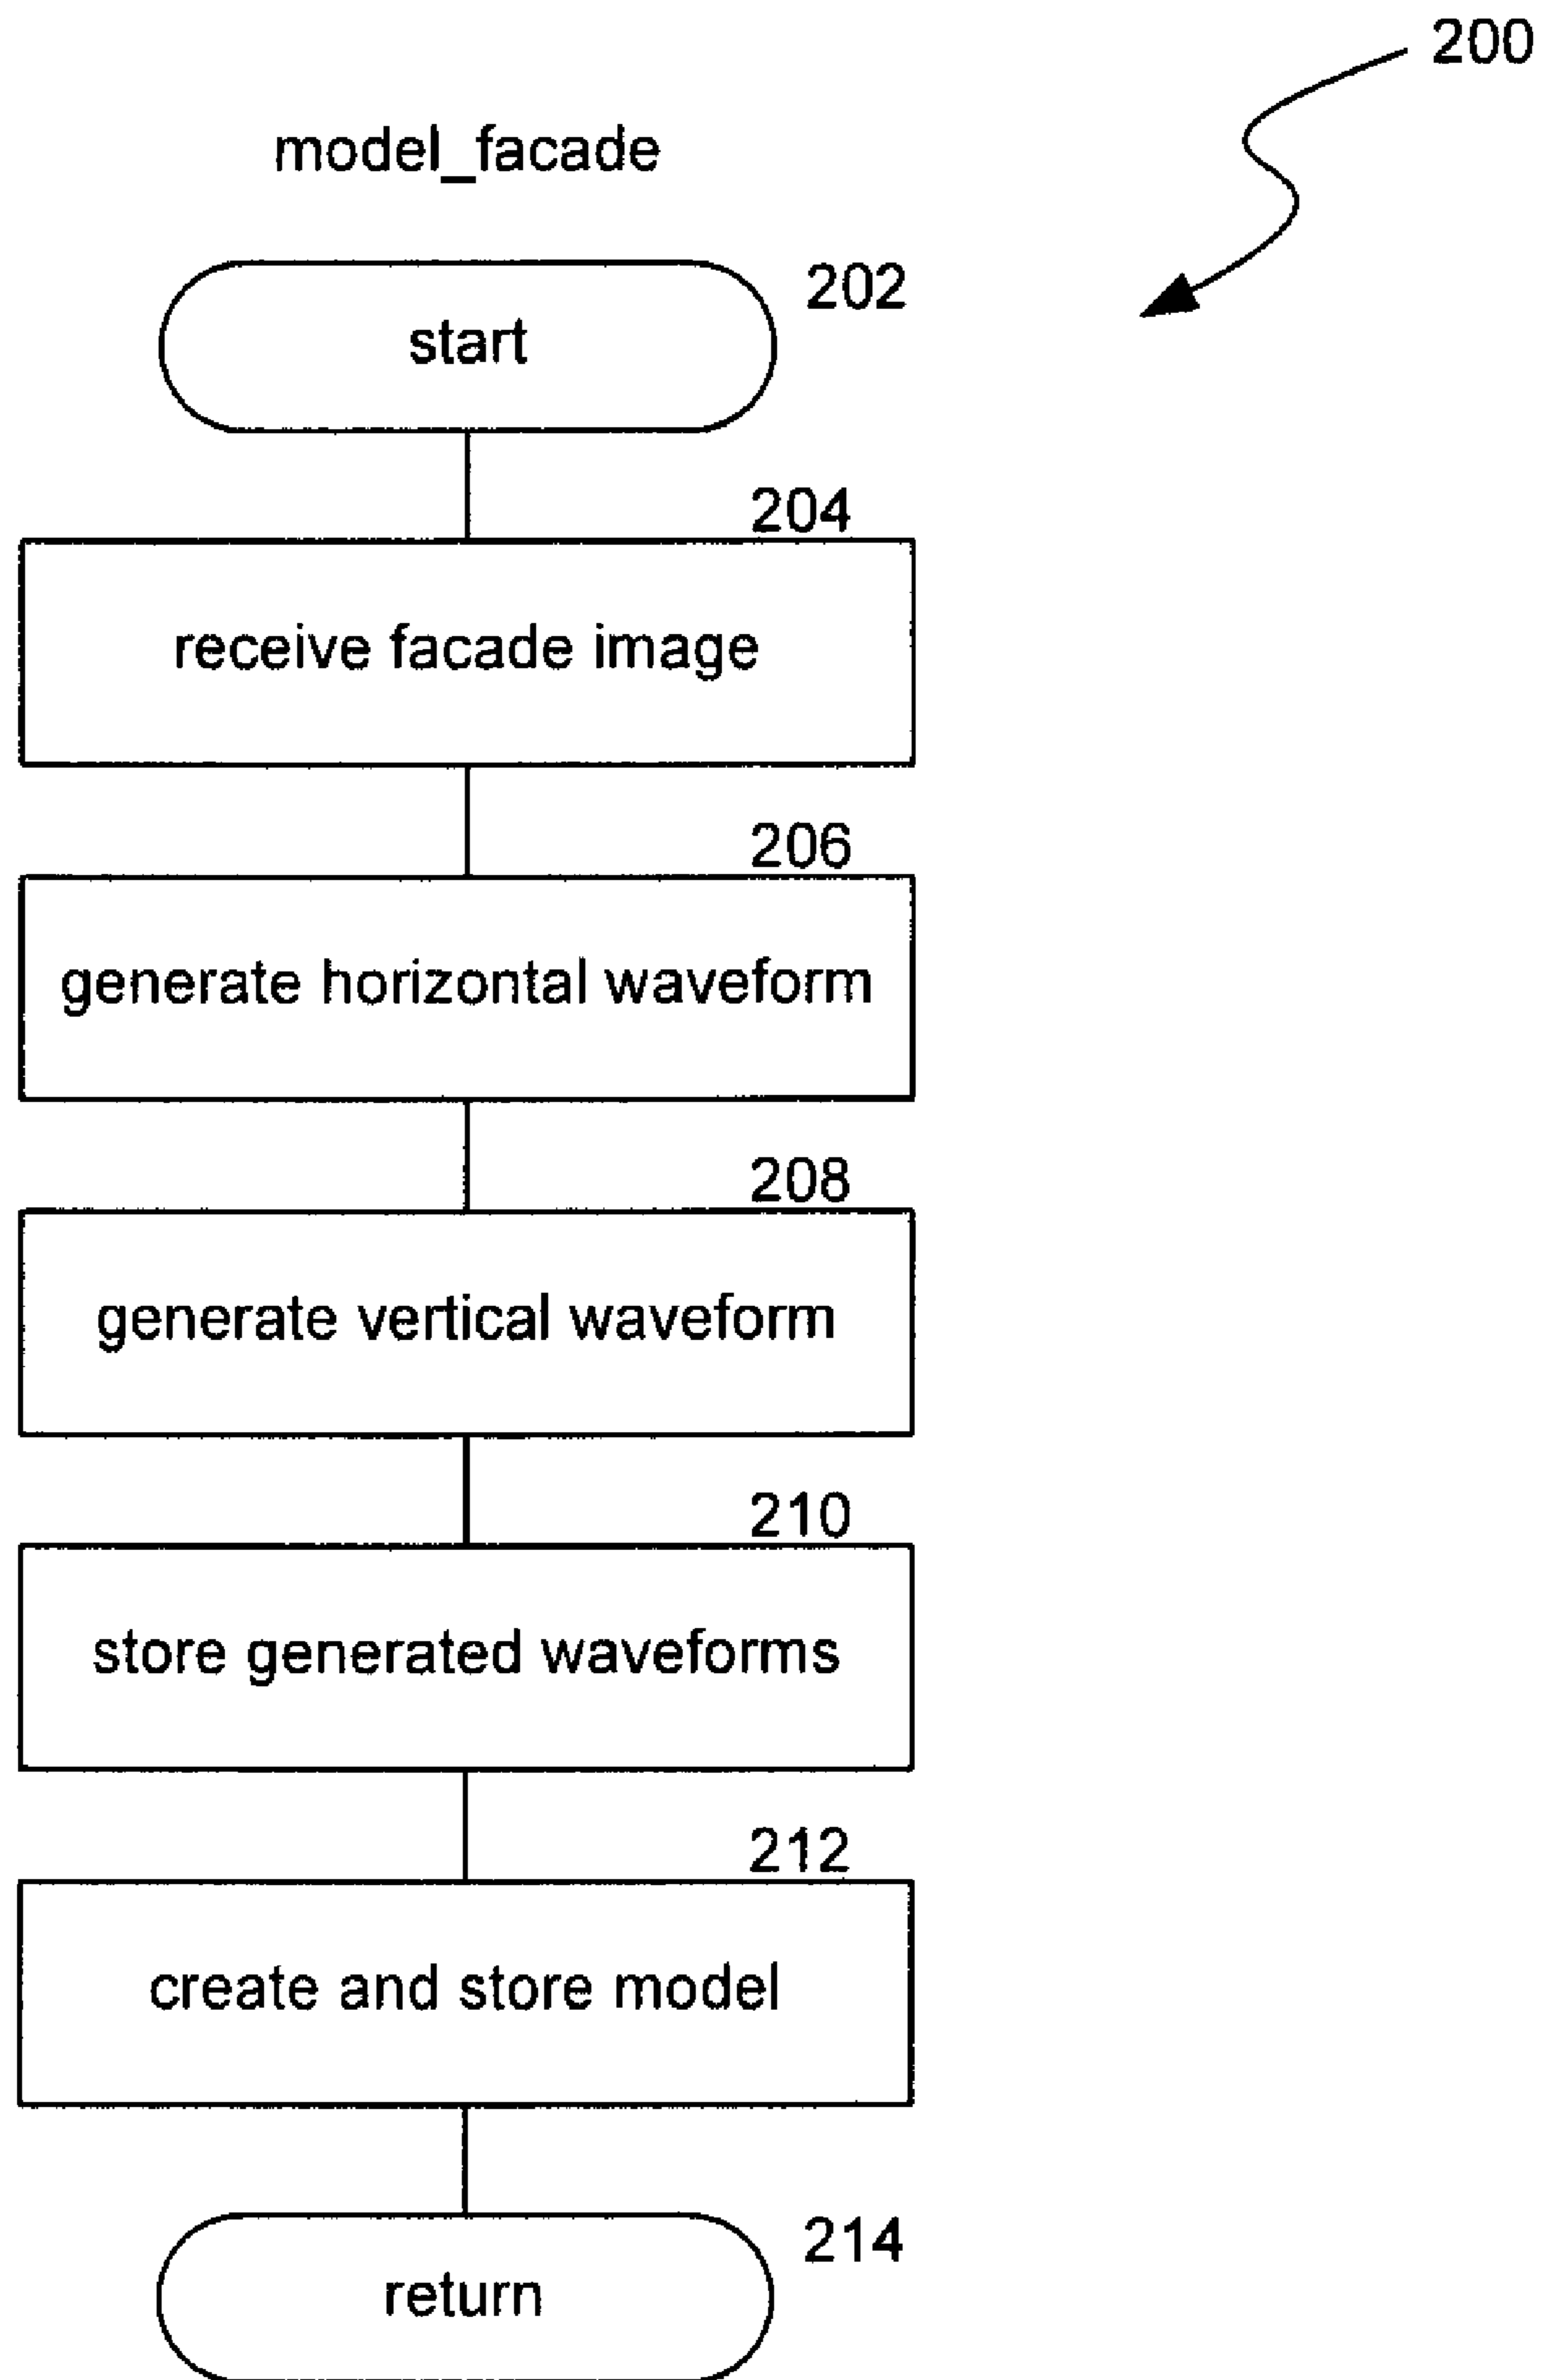 200
model_facade
202
start
204
receive facade image
206
generate horizontal waveform
208
generate vertical waveform
210
store generated waveforms
212
create and store model
214
return